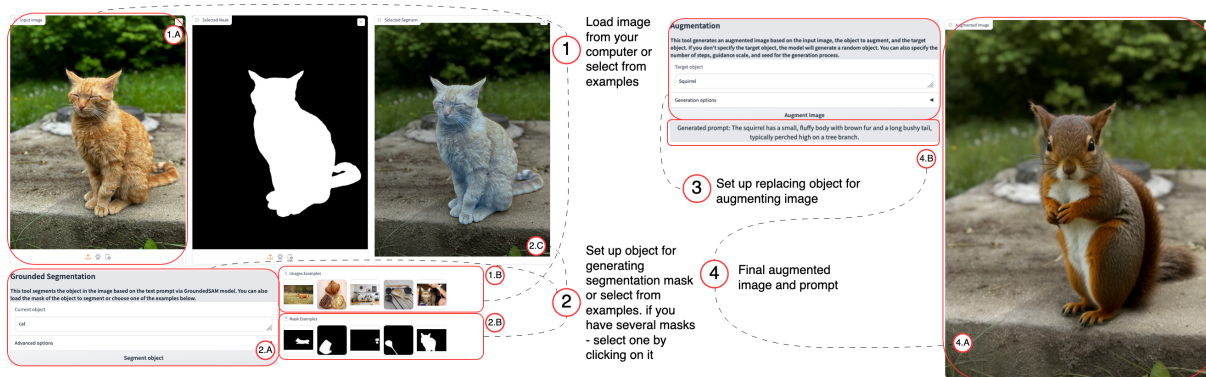 Input image
1.A
Selected Mask
Selected Segment
2.C
1
Load image
from your
computer or
select from
examples
Grounded Segmentation
This tool segments the object in the image based on the text prompt via GroundedSAM model. You can also
load the mask of the object to segment or choose one of the examples below.
Current object
cat
Advanced options
2.A
Segment object
Images Examples
1.B
Mask Examples
2.B
2
Set up object for
generating
segmentation mask
or select from
examples. if you
have several masks
- select one by
clicking on it
Augmentation
This tool generates an augmented image based on the input image, the object to augment, and the target
object. If you don't specify the target object, the model will generate a random object. You can also specify the
number of steps, guidance scale, and seed for the generation process.
Target object
Squirrel
Generation options
Augment Image
Generated prompt: The squirrel has a small, fluffy body with brown fur and a long bushy tail,
typically perched high on a tree branch.
4.B
3
Set up replacing object for
augmenting image
4
Final augmented
image and prompt
Augmented Image
4.A